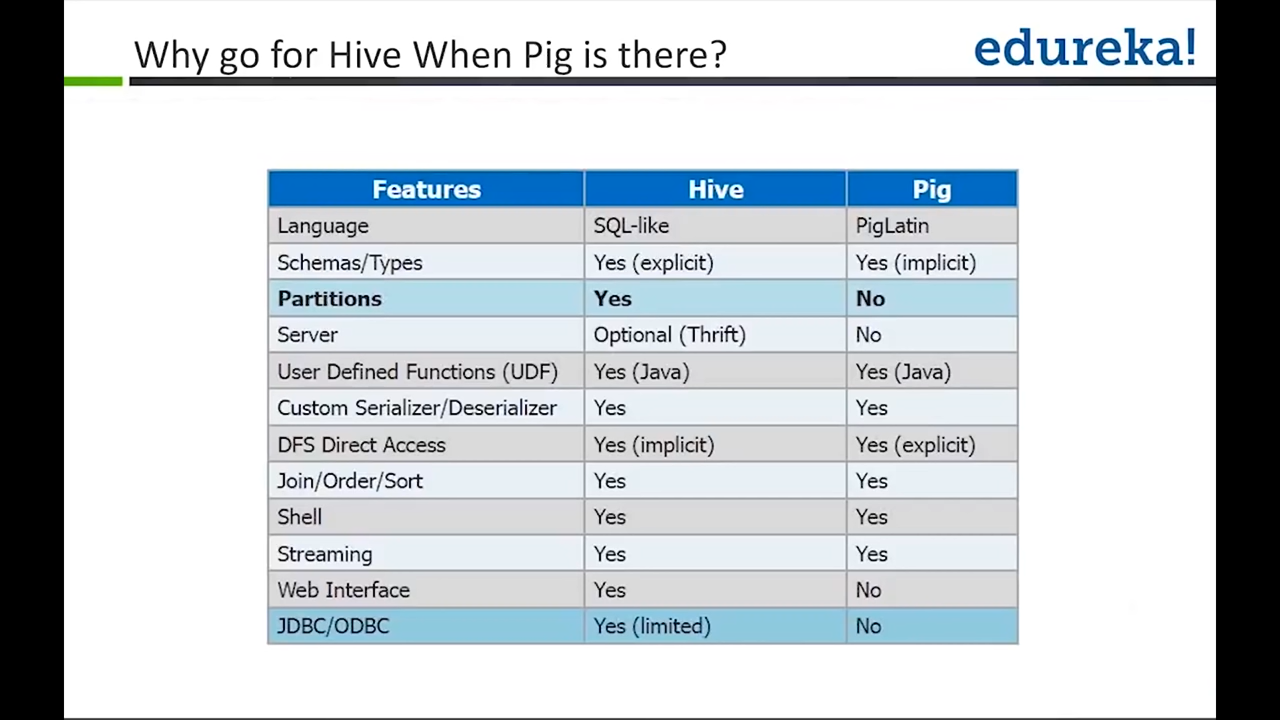 Why go for Hive When Pig is there?
edureka!
Features Hive Pig
Language SQL-like PigLatin
Schemas/Types Yes (explicit) Yes (implicit)
Partitions Yes No
Server Optional (Thrift) No
User Defined Functions (UDF) Yes (Java) Yes (Java)
Custom Serializer/Deserializer Yes Yes
DFS Direct Access Yes (implicit) Yes (explicit)
Join/Order/Sort Yes Yes
Shell Yes Yes
Streaming Yes Yes
Web Interface Yes No
JDBC/ODBC Yes (limited) No